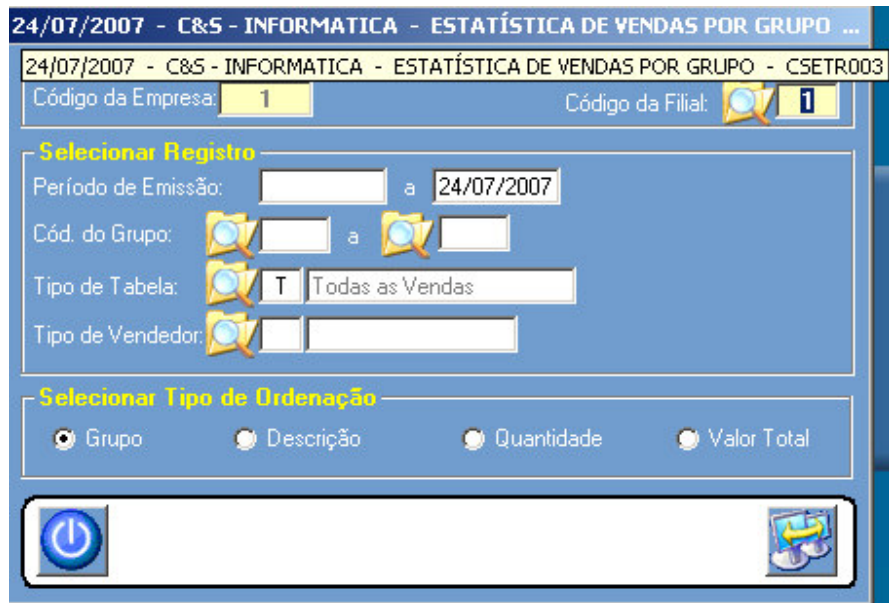 24/07/2007 - C&S - INFORMATICA - ESTATÍSTICA DE VENDAS POR GRUPO ...
24/07/2007 - C&S - INFORMATICA - ESTATÍSTICA DE VENDAS POR GRUPO - CSETR003
Código da Empresa: 1 Código da Filial: 1
Selecionar Registro
Período de Emissão: a 24/07/2007
Cód. do Grupo: a
Tipo de Tabela: T Todas as Vendas
Tipo de Vendedor:
Selecionar Tipo de Ordenação
Grupo Descrição Quantidade Valor Total